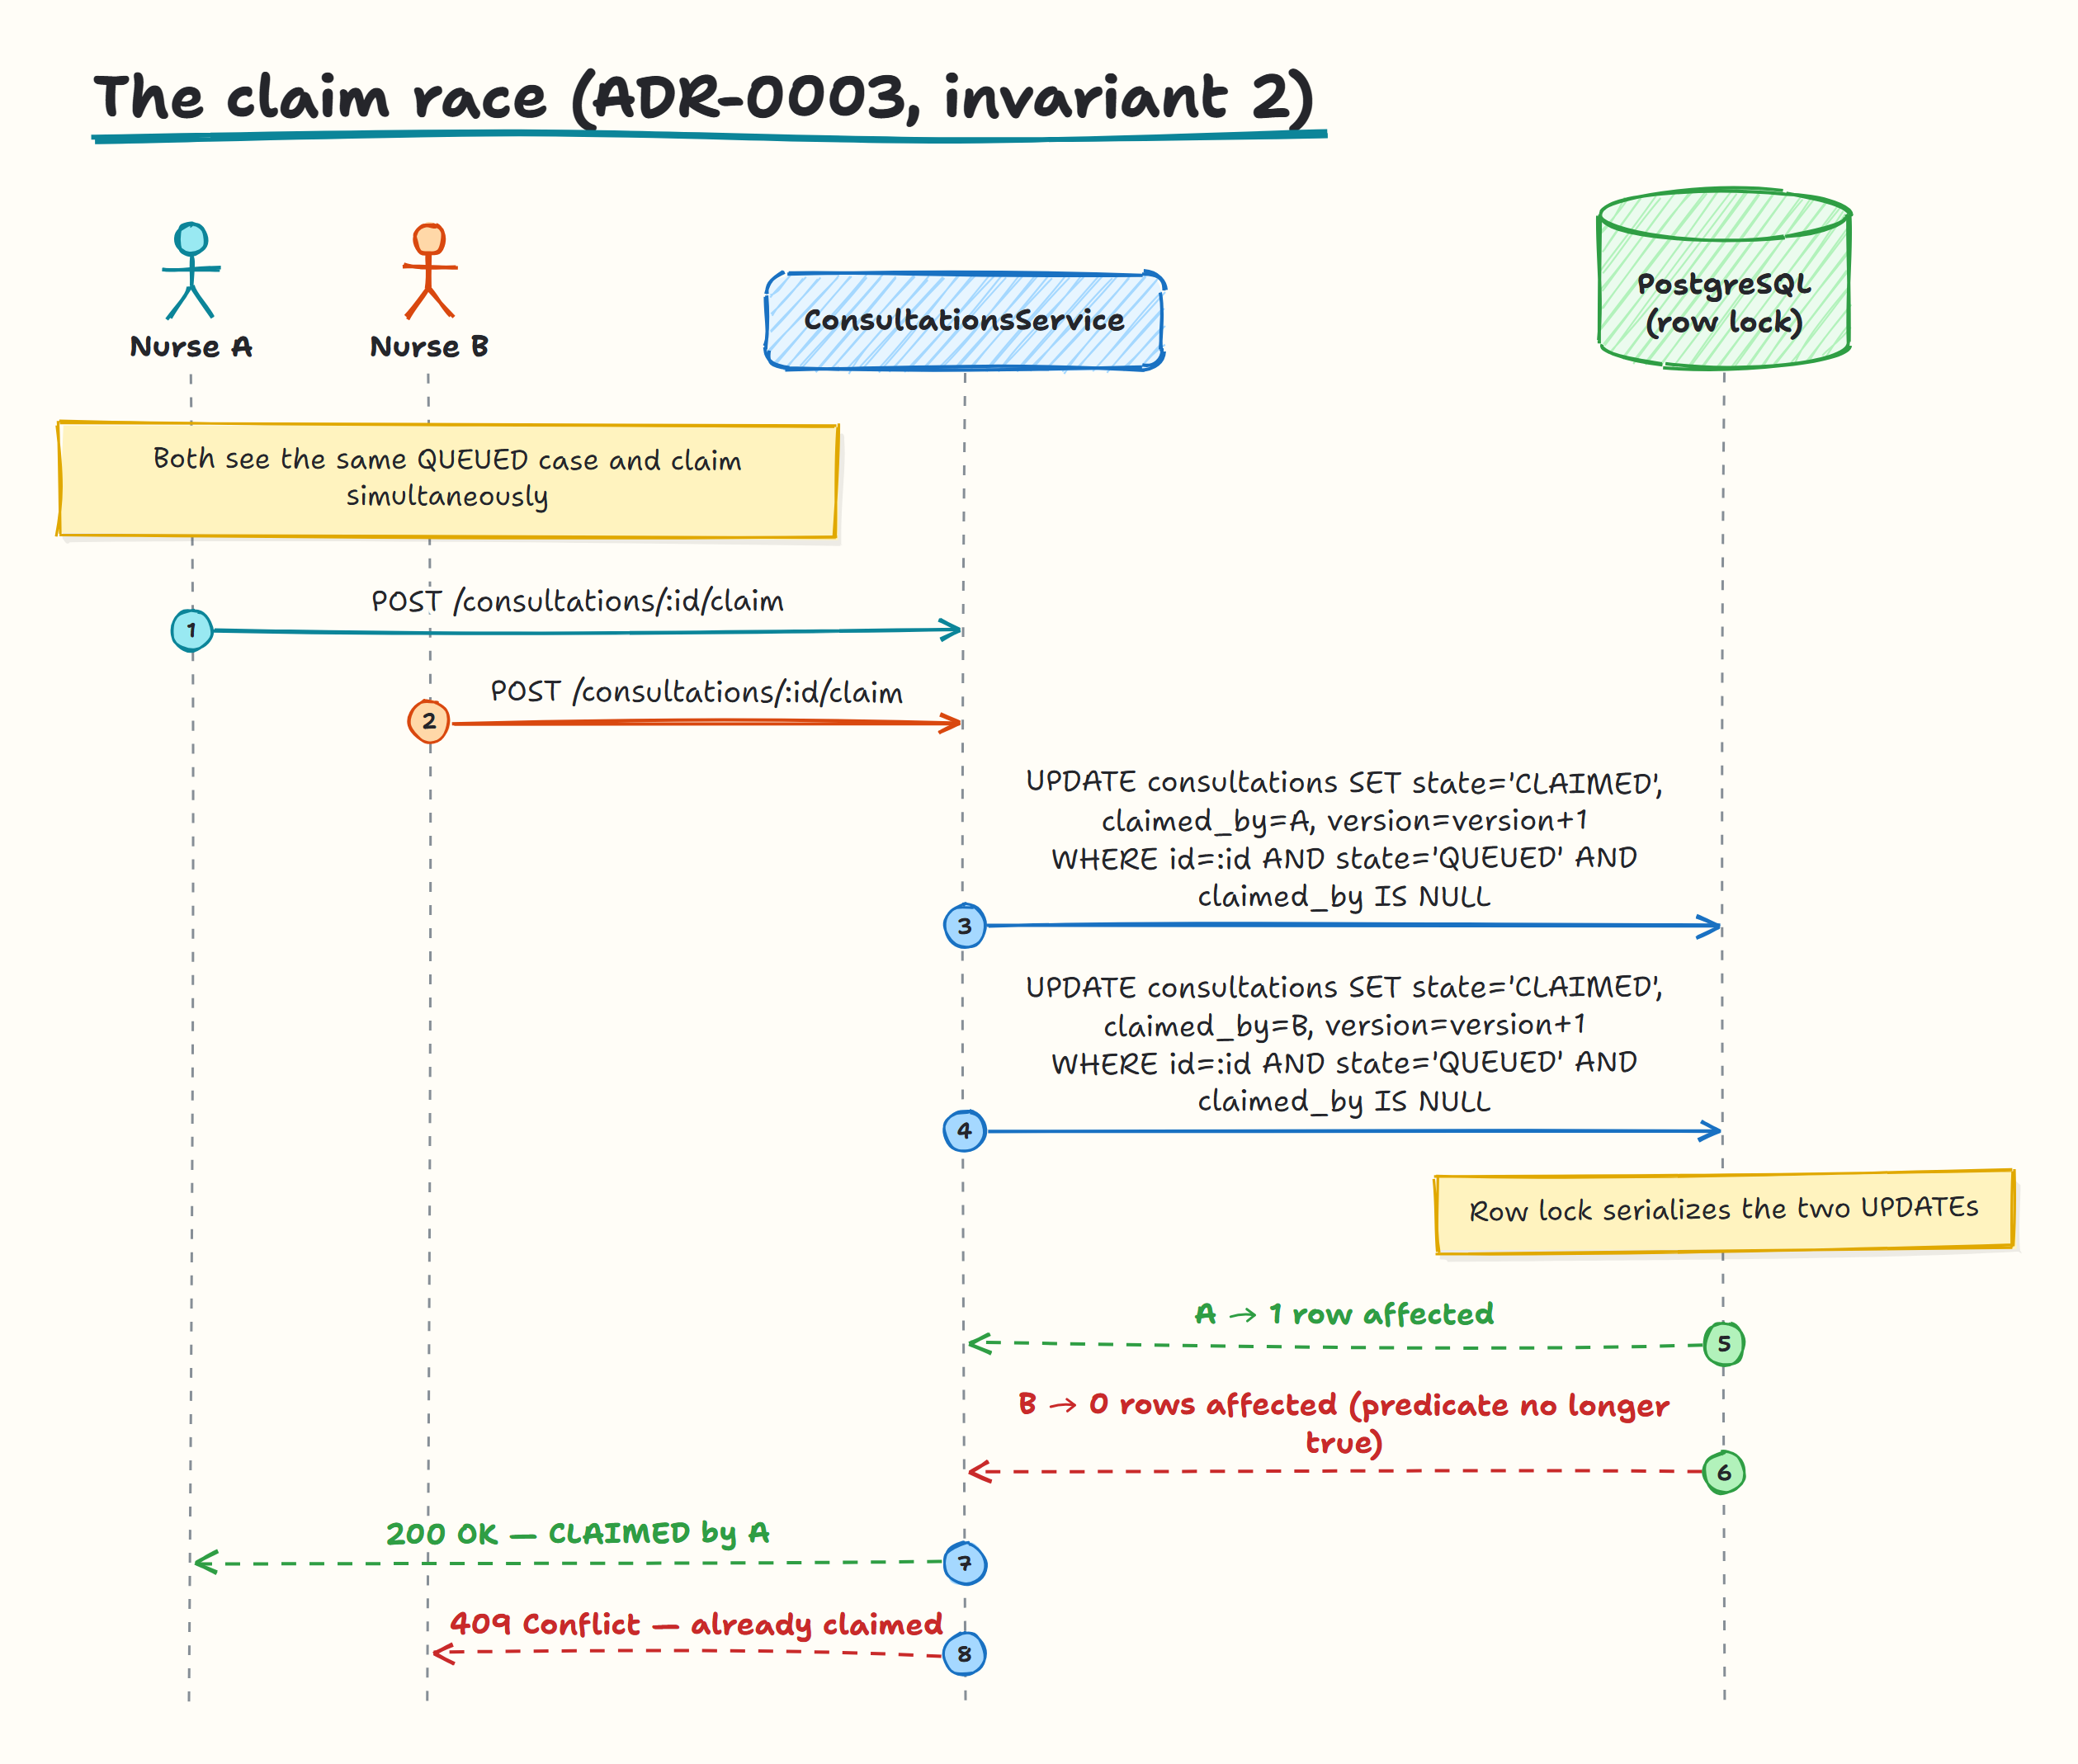 The claim race (ADR-0003, invariant 2)
Nurse A
Nurse B
ConsultationsService
PostgreSQL
(row lock)
Both see the same QUEUED case and claim
simultaneously
POST /consultations/:id/claim
1
POST /consultations/:id/claim
2
UPDATE consultations SET state='CLAIMED',
claimed_by=A, version=version+1
WHERE id=:id AND state='QUEUED' AND
claimed_by IS NULL
3
UPDATE consultations SET state='CLAIMED',
claimed_by=B, version=version+1
WHERE id=:id AND state='QUEUED' AND
claimed_by IS NULL
4
Row lock serializes the two UPDATEs
A → 1 row affected
5
B → 0 rows affected (predicate no longer
true)
6
200 OK — CLAIMED by A
7
409 Conflict — already claimed
8